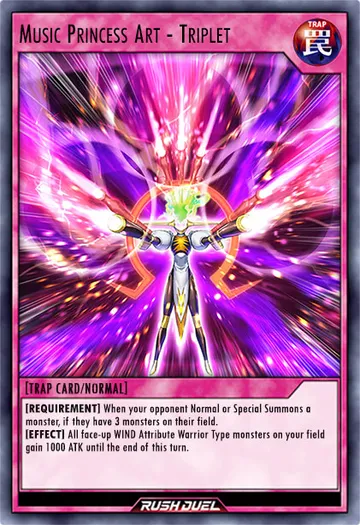 Music Princess Art - Triplet
TRAP
罠
[TRAP CARD/NORMAL]
[REQUIREMENT] When your opponent Normal or Special Summons
a monster, if they have 3 monsters on their field.
[EFFECT] All face-up WIND Attribute Warrior Type monsters on your field
gain 1000 ATK until the end of this turn.
RUSH DUEL